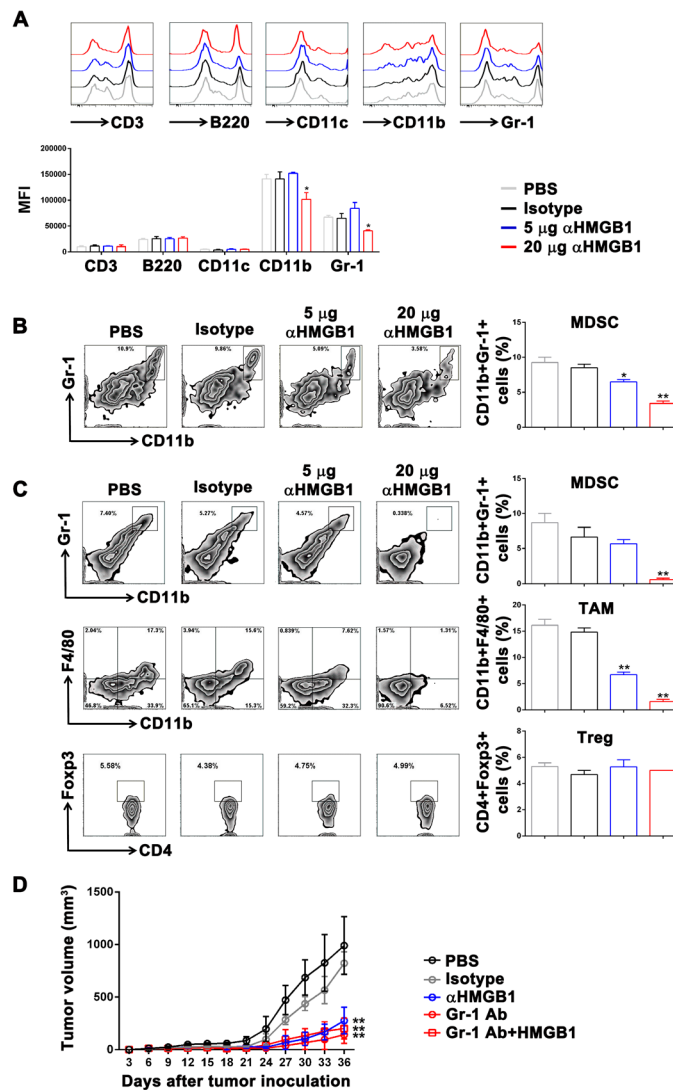 A
CD3
B220
CD11c
CD11b
Gr-1
MFI
200000
150000
100000
50000
0
*
*
CD3
B220
CD11c
CD11b
Gr-1
PBS
Isotype
5 μg αHMGB1
20 μg αHMGB1
B
PBS
Isotype
5 μg
αHMGB1
20 μg
αHMGB1
10.9%
9.86%
5.09%
3.58%
Gr-1
CD11b
MDSC
CD11b+Gr-1+
cells (%)
15
10
5
0
*
**
C
PBS
Isotype
5 μg
αHMGB1
20 μg
αHMGB1
7.40%
5.27%
4.57%
0.338%
Gr-1
CD11b
MDSC
CD11b+Gr-1+
cells (%)
15
10
5
0
**
2.04%
17.3%
3.94%
15.6%
0.839%
7.62%
1.57%
1.31%
46.8%
33.9%
65.1%
15.3%
59.2%
32.3%
90.6%
6.52%
F4/80
CD11b
TAM
CD11b+F4/80+
cells (%)
20
15
10
5
0
**
**
5.58%
4.38%
4.75%
4.99%
Foxp3
CD4
Treg
CD4+Foxp3+
cells (%)
8
6
4
2
0
D
Tumor volume (mm³)
1500
1000
500
0
**
**
**
3 6 9 12 15 18 21 24 27 30 33 36
Days after tumor inoculation
PBS
Isotype
αHMGB1
Gr-1 Ab
Gr-1 Ab+HMGB1